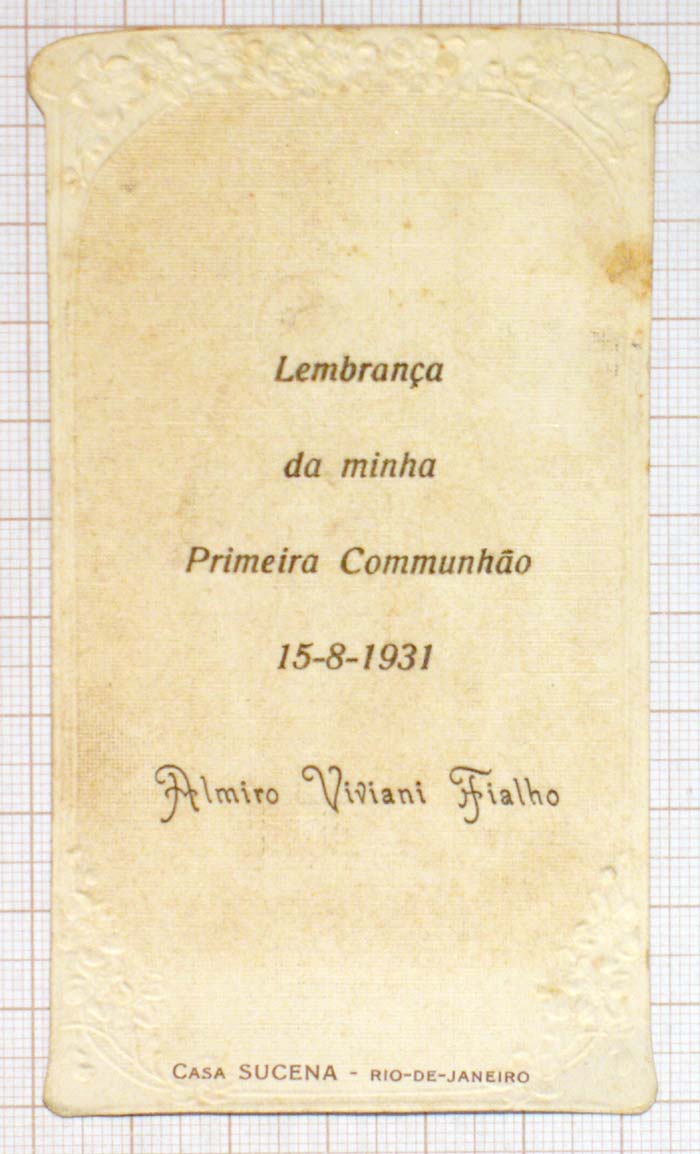 Lembrança
da minha
Primeira Communhão
15-8-1931
Almiro Viviani Fialho
CASA SUCENA - RIO-DE-JANEIRO